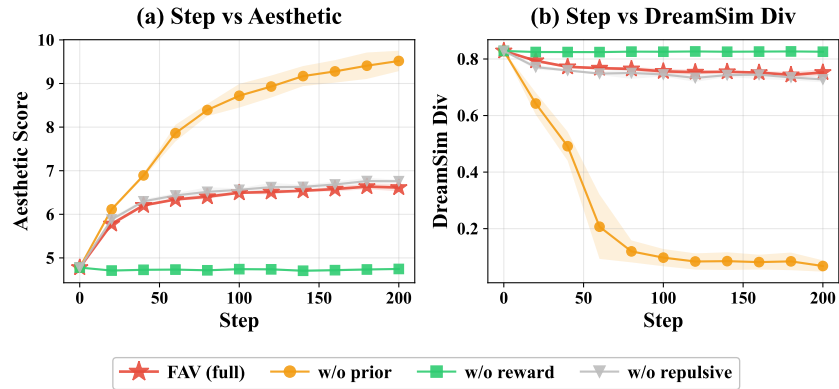 (a) Step vs Aesthetic
10
9
8
7
6
5
Aesthetic Score
0
50
100
150
200
Step
(b) Step vs DreamSim Div
0.8
0.6
0.4
0.2
DreamSim Div
0
50
100
150
200
Step
FAV (full)
w/o prior
w/o reward
w/o repulsive